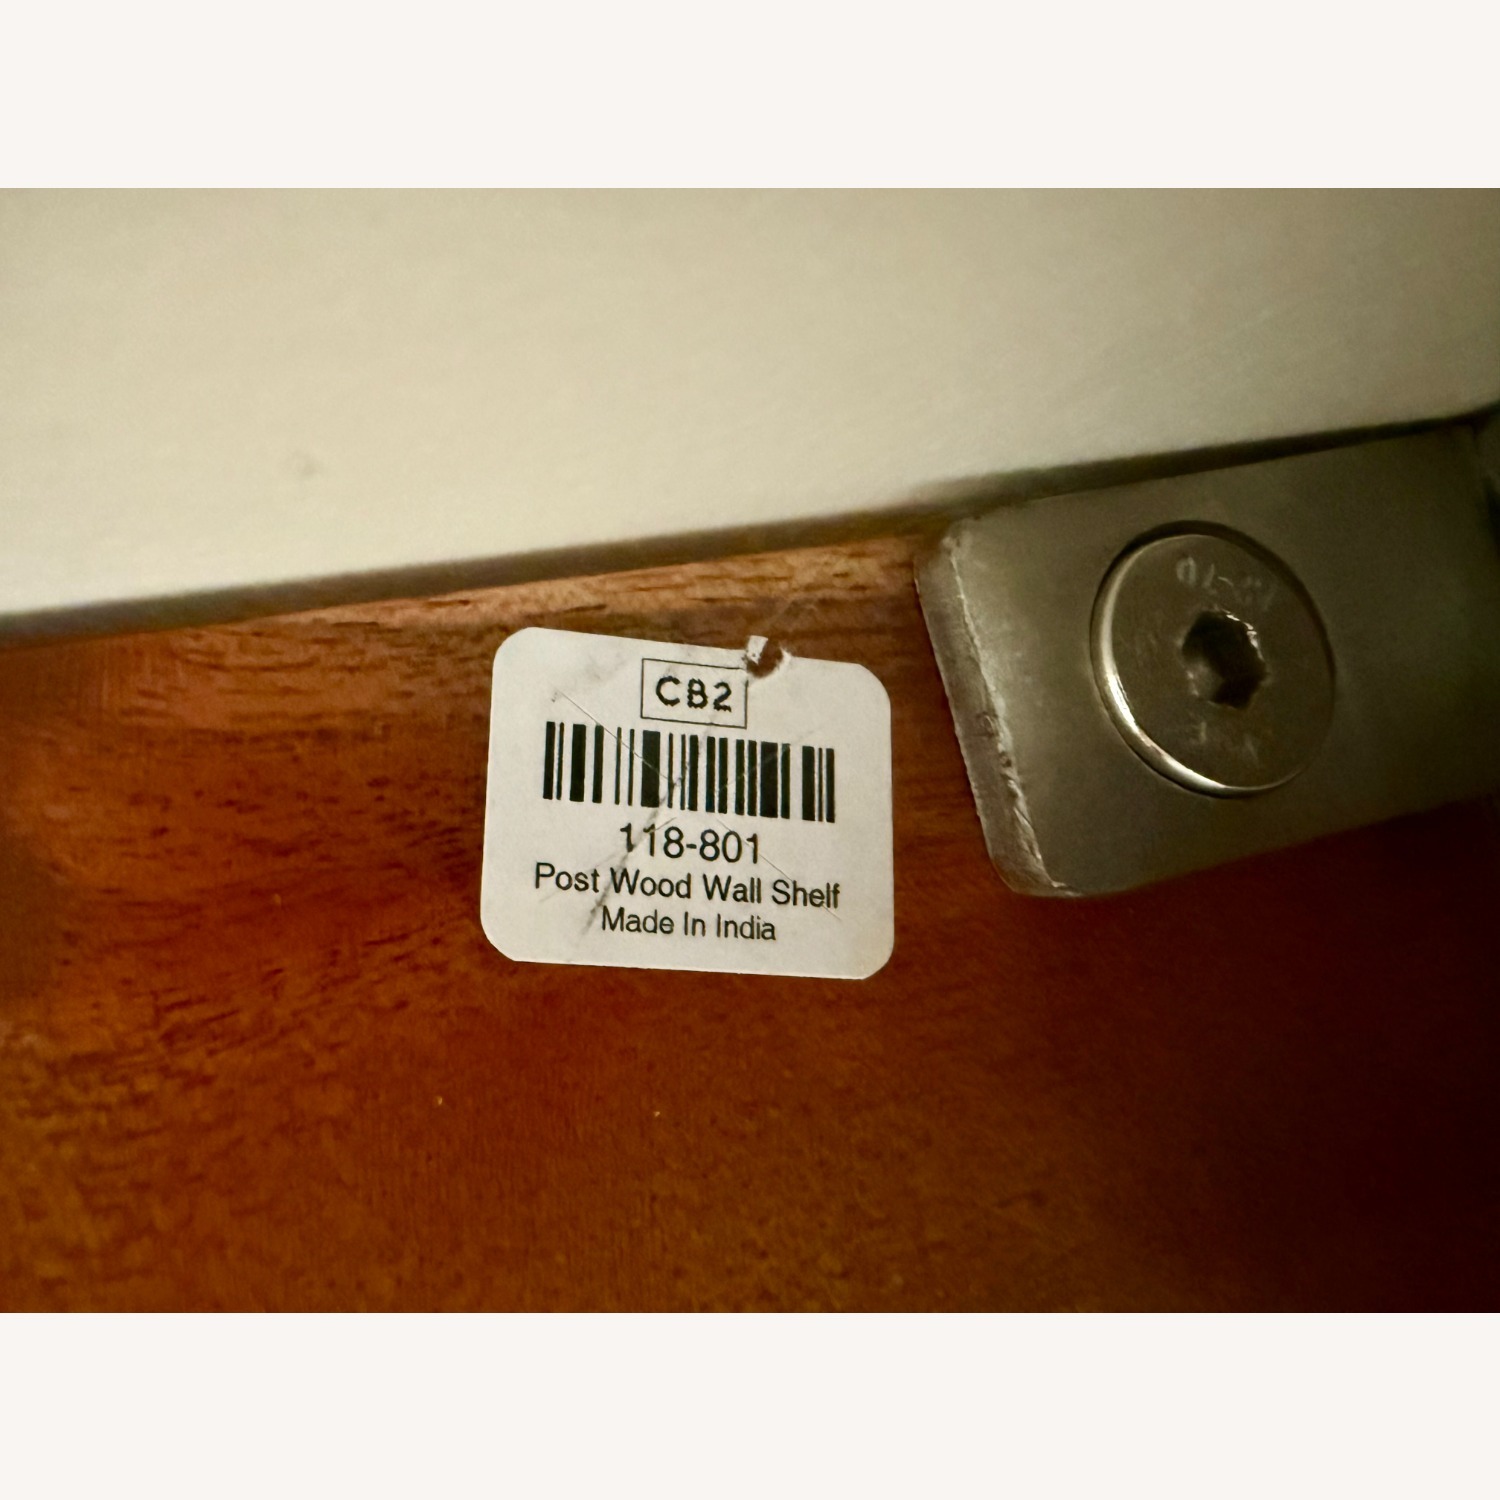 CB2
118-801
Post Wood Wall Shelf
Made In India